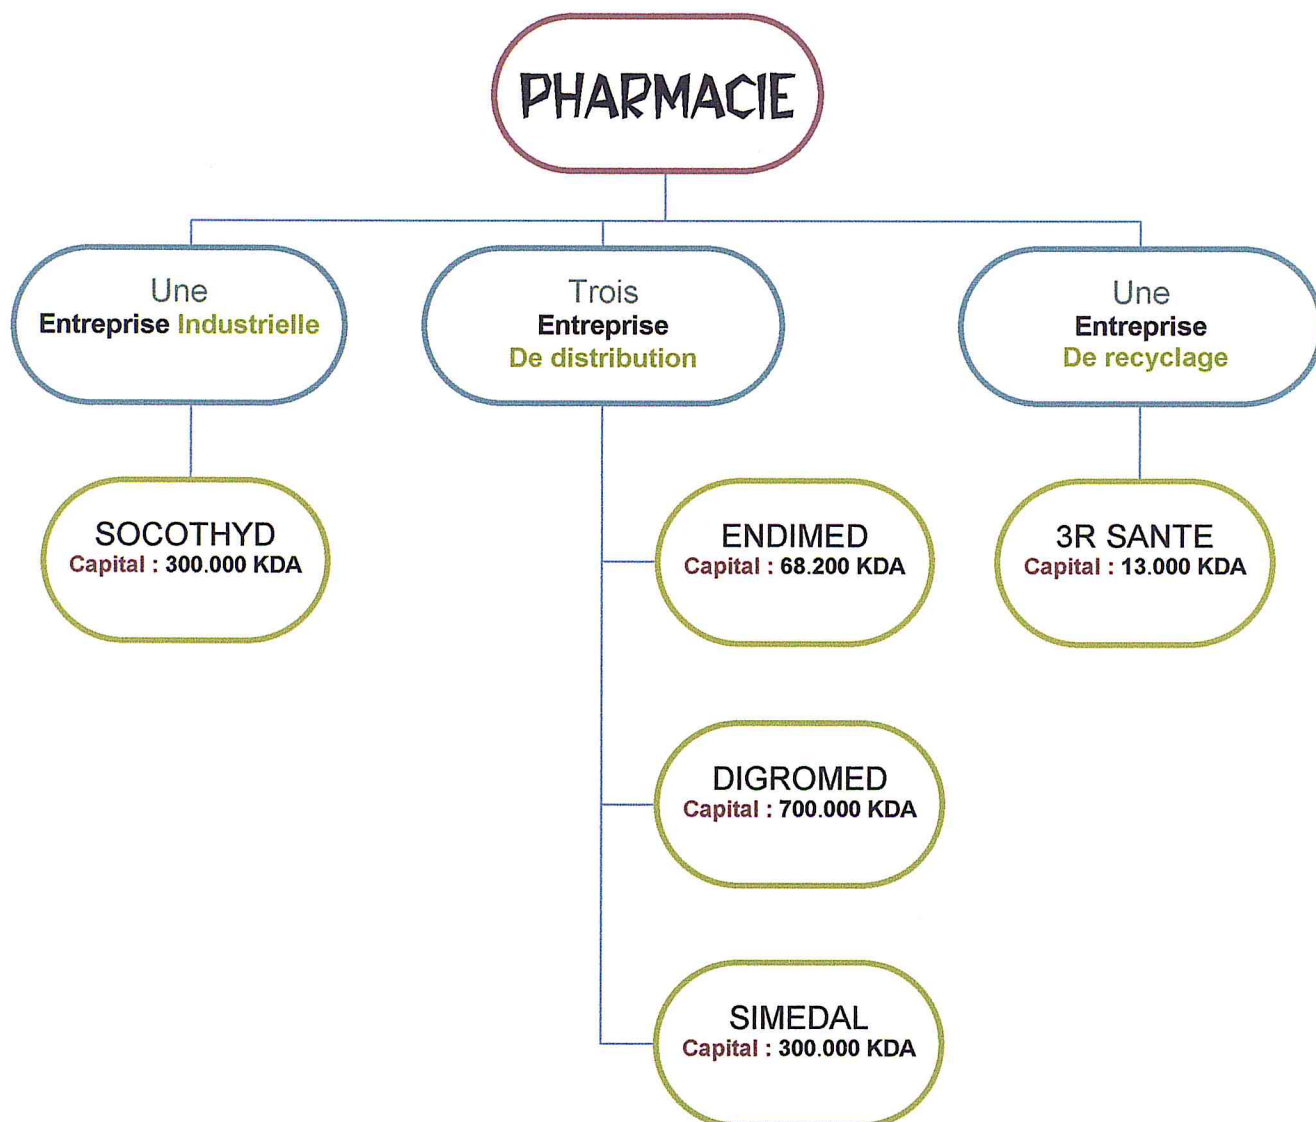 PHARMACIE
Une
Entreprise Industrielle
Trois
Entreprise
De distribution
Une
Entreprise
De recyclage
SOCOTHYD
Capital : 300.000 KDA
ENDIMED
Capital : 68.200 KDA
3R SANTE
Capital : 13.000 KDA
DIGROMED
Capital : 700.000 KDA
SIMEDAL
Capital : 300.000 KDA